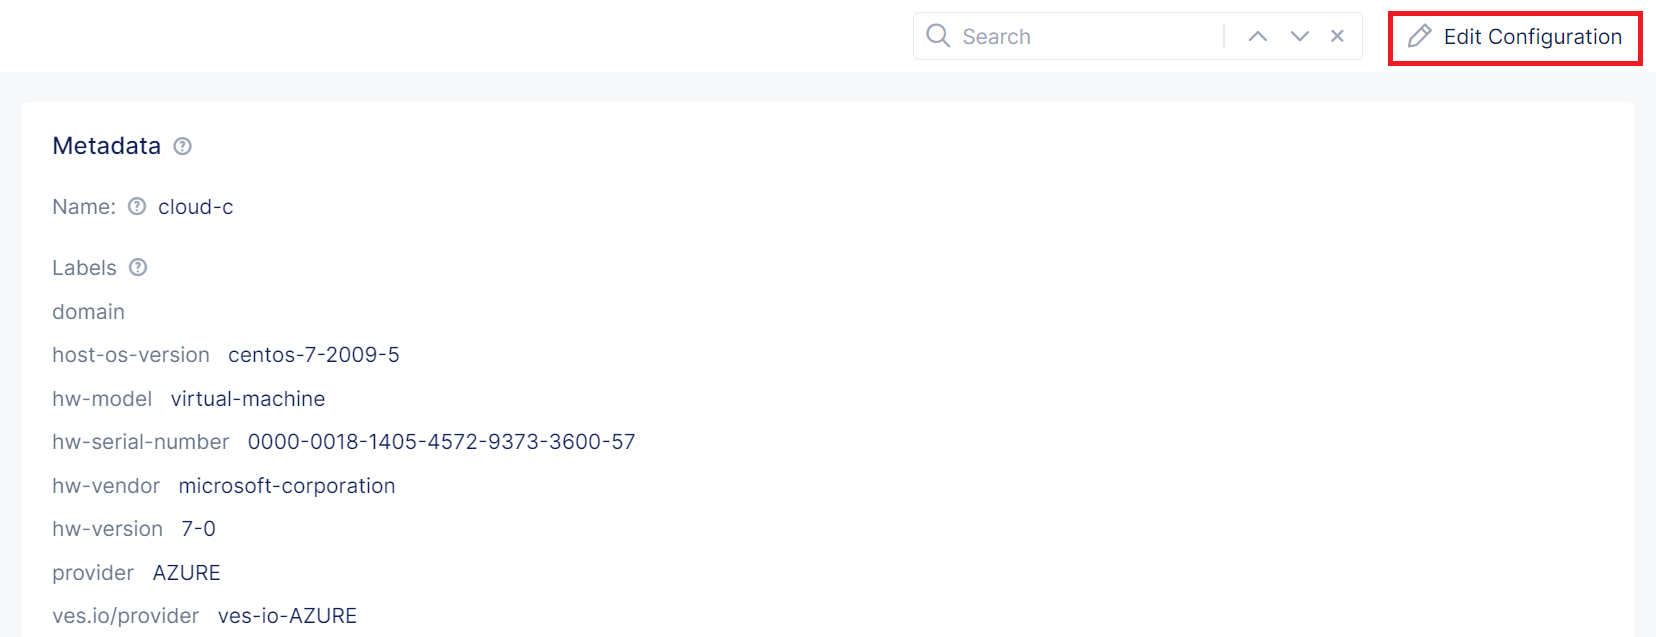 Search
Edit Configuration
Metadata
Name: cloud-c
Labels
domain
host-os-version centos-7-2009-5
hw-model virtual-machine
hw-serial-number 0000-0018-1405-4572-9373-3600-57
hw-vendor microsoft-corporation
hw-version 7-0
provider AZURE
ves.io/provider ves-io-AZURE